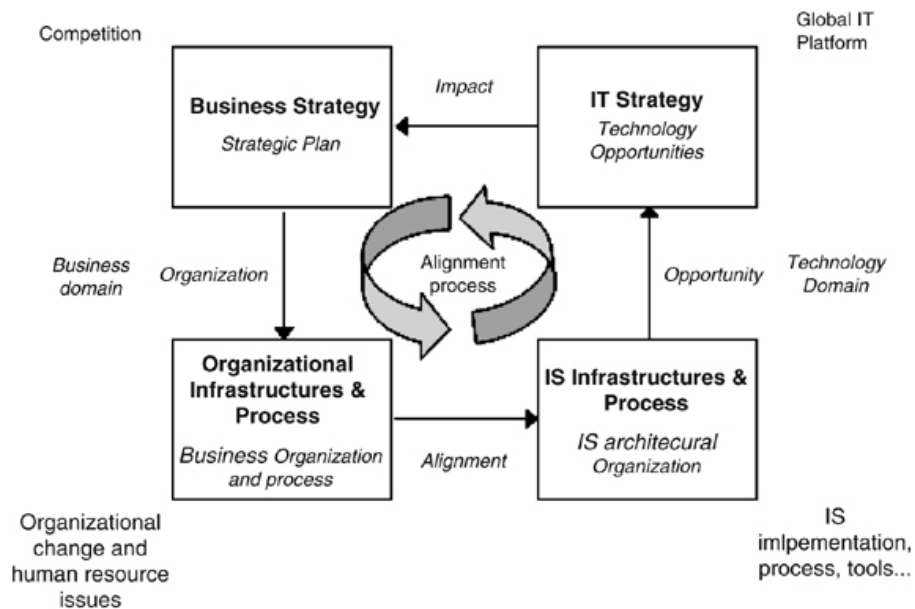 Competition
Global IT
Platform
Business Strategy
Strategic Plan
Impact
IT Strategy
Technology
Opportunities
Business
domain
Organization
Alignment
process
Opportunity
Technology
Domain
Organizational
Infrastructures &
Process
Business Organization
and process
Alignment
IS Infrastructures &
Process
IS architecural
Organization
Organizational
change and
human resource
issues
IS
imlpementation,
process, tools...